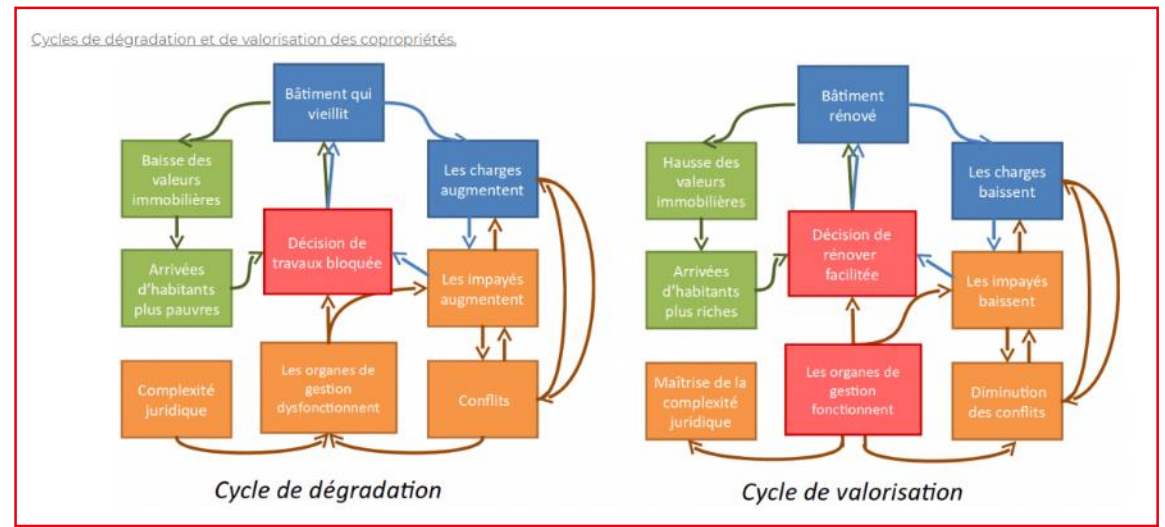 Cycles de dégradation et de valorisation des copropriétés.
Bâtiment qui
vieillit
Baisse des
valeurs
immobilières
Les charges
augmentent
Décision de
travaux bloquée
Arrivées
d'habitants
plus pauvres
Les impayés
augmentent
Complexité
juridique
Les organes de
gestion
dysfonctionnent
Conflits
Cycle de dégradation
Bâtiment
rénové
Hausse des
valeurs
immobilières
Les charges
baissent
Décision de
rénover
facilitée
Arrivées
d'habitants
plus riches
Les impayés
baissent
Maîtrise de la
complexité
juridique
Les organes de
gestion
fonctionnent
Diminution
des conflits
Cycle de valorisation